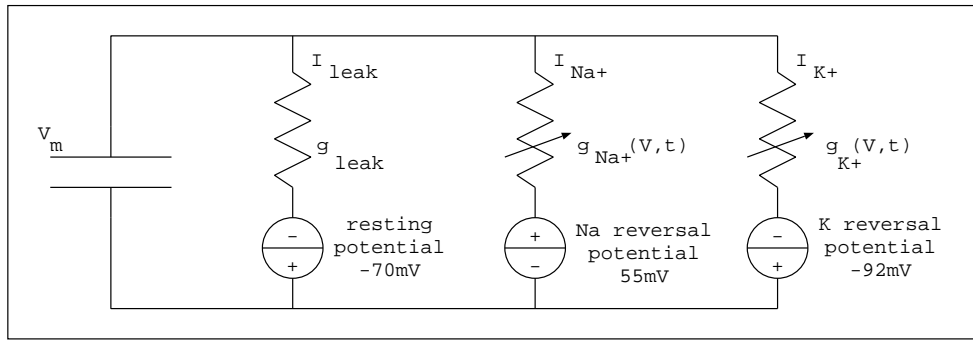 I leak
I Na+
I K+
V m
g leak
g Na+ (V,t)
g K+ (V,t)
-
+
resting
potential
-70mV
+
-
Na reversal
potential
55mV
-
+
K reversal
potential
-92mV